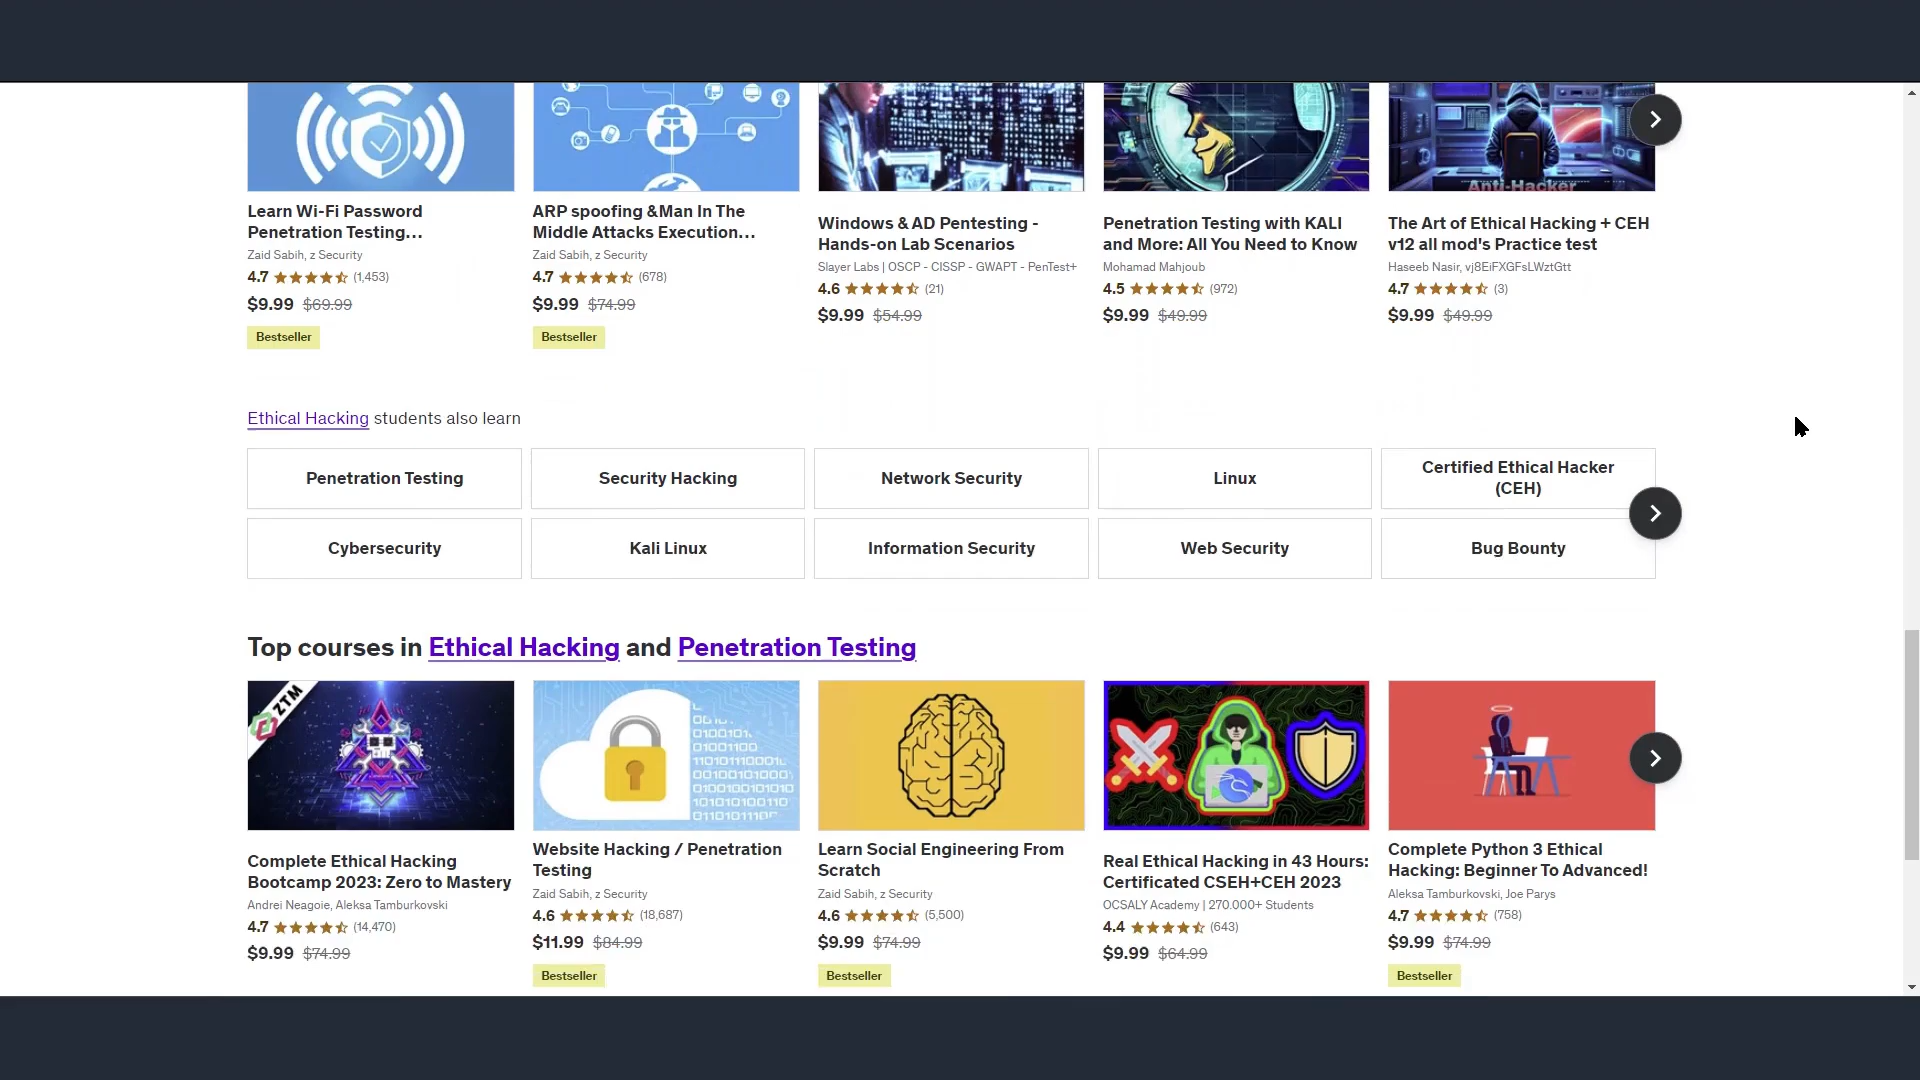 Anti-Hacker
Learn Wi-Fi Password
Penetration Testing...
Zaid Sabih, z Security
4.7 (1,453)
$9.99 $69.99
Bestseller
ARP spoofing &Man In The
Middle Attacks Execution...
Zaid Sabih, z Security
4.7 (678)
$9.99 $74.99
Bestseller
Windows & AD Pentesting -
Hands-on Lab Scenarios
Slayer Labs | OSCP - CISSP - GWAPT - PenTest+
4.6 (21)
$9.99 $54.99
Penetration Testing with KALI
and More: All You Need to Know
Mohamad Mahjoub
4.5 (972)
$9.99 $49.99
The Art of Ethical Hacking + CEH
v12 all mod's Practice test
Haseeb Nasir, vj8EiFXGFsLWztGtt
4.7 (3)
$9.99 $49.99
Ethical Hacking students also learn
Penetration Testing
Security Hacking
Network Security
Linux
Certified Ethical Hacker
(CEH)
Cybersecurity
Kali Linux
Information Security
Web Security
Bug Bounty
Top courses in Ethical Hacking and Penetration Testing
ZTM
Complete Ethical Hacking
Bootcamp 2023: Zero to Mastery
Andrei Neagoie, Aleksa Tamburkovski
4.7 (14,470)
$9.99 $74.99
Website Hacking / Penetration
Testing
Zaid Sabih, z Security
4.6 (18,687)
$11.99 $84.99
Bestseller
Learn Social Engineering From
Scratch
Zaid Sabih, z Security
4.6 (5,500)
$9.99 $74.99
Bestseller
Real Ethical Hacking in 43 Hours:
Certificated CSEH+CEH 2023
OCSALY Academy | 270.000+ Students
4.4 (643)
$9.99 $64.99
Complete Python 3 Ethical
Hacking: Beginner To Advanced!
Aleksa Tamburkovski, Joe Parys
4.7 (758)
$9.99 $74.99
Bestseller